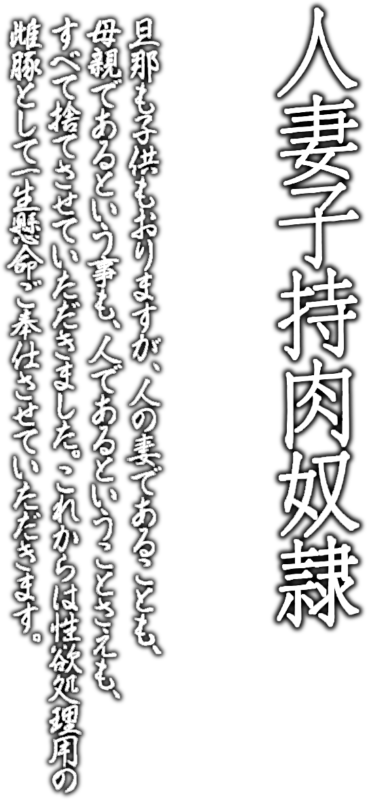 人妻子持肉奴隷
旦那も子供もおりますが、人の妻であることも、
母親であるという事も、人であるということさえも、
すべて捨てさせていただきました。これからは性欲処理用の
雌豚として一生懸命ご奉仕させていただきます。